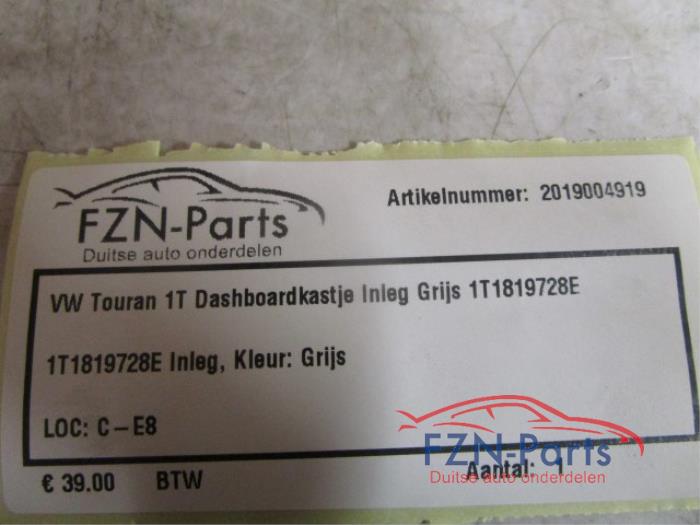 Artikelnummer: 2019004919
FZN-Parts
Duitse auto onderdelen
VW Touran 1T Dashboardkastje Inleg Grijs 1T1819728E
1T1819728E Inleg, Kleur: Grijs
LOC: C-E8
FZN-Parts
Duitse auto onderdelen
€ 39.00 BTW Aantal: 1